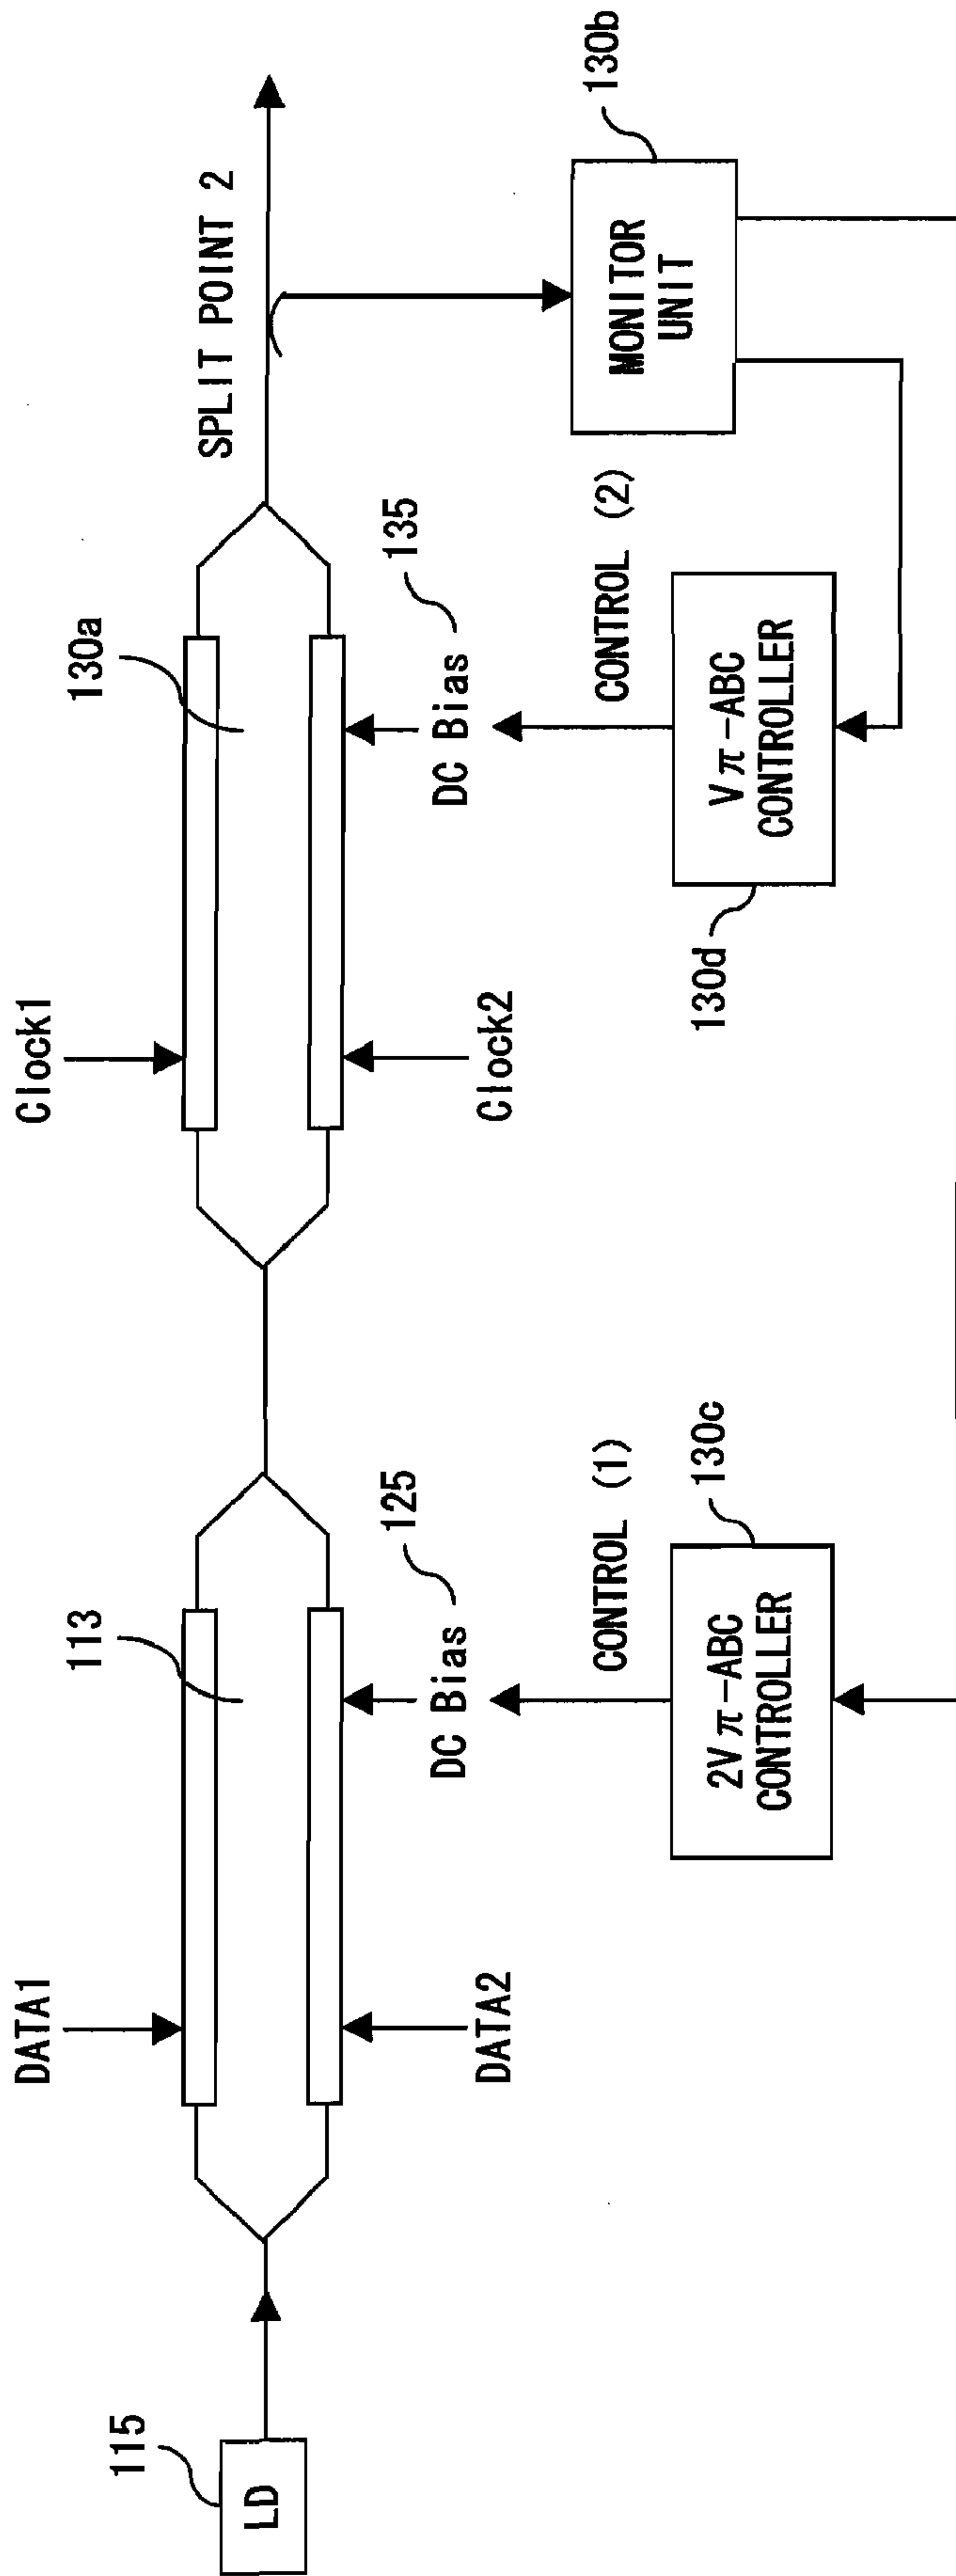 115
LD
DATA1
113
DATA2
DC Bias
125
CONTROL (1)
2Vπ-ABC
CONTROLLER
130c
Clock1
130a
Clock2
DC Bias
135
CONTROL (2)
Vπ-ABC
CONTROLLER
130d
SPLIT POINT 2
MONITOR
UNIT
130b